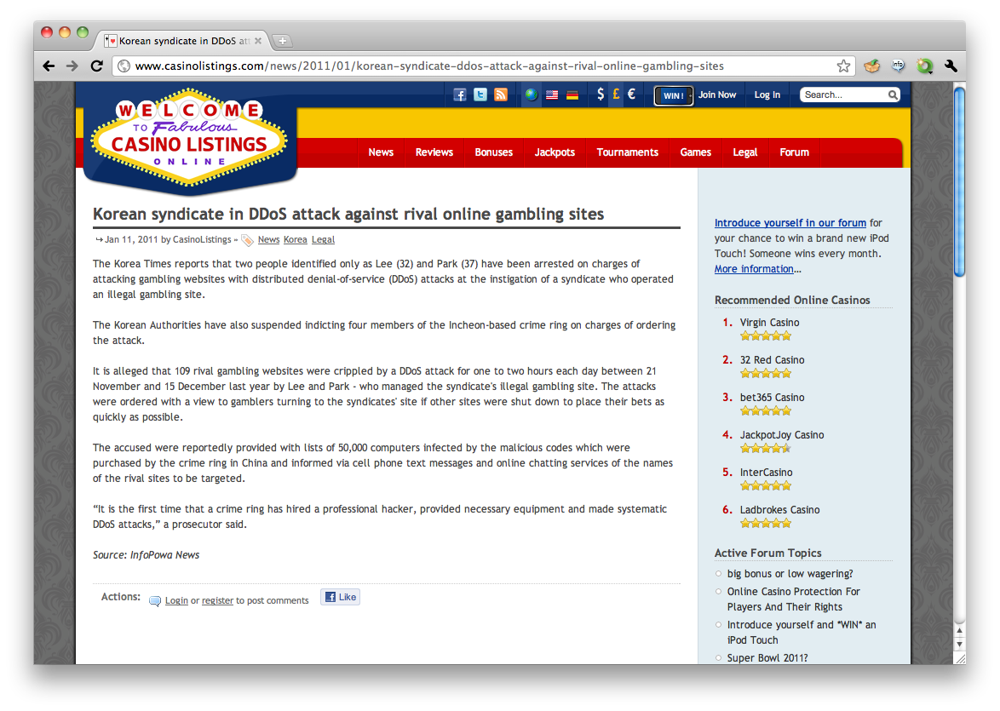 Korean syndicate in DDoS att
www.casinolistings.com/news/2011/01/korean-syndicate-ddos-attack-against-rival-online-gambling-sites
WELCOME
TO Fabulous
CASINO LISTINGS
ONLINE
$ £ € WIN! Join Now Log In Search...
News Reviews Bonuses Jackpots Tournaments Games Legal Forum
Korean syndicate in DDoS attack against rival online gambling sites
Jan 11, 2011 by CasinoListings » News Korea Legal
The Korea Times reports that two people identified only as Lee (32) and Park (37) have been arrested on charges of
attacking gambling websites with distributed denial-of-service (DDoS) attacks at the instigation of a syndicate who operated
an illegal gambling site.
The Korean Authorities have also suspended indicting four members of the Incheon-based crime ring on charges of ordering
the attack.
It is alleged that 109 rival gambling websites were crippled by a DDoS attack for one to two hours each day between 21
November and 15 December last year by Lee and Park - who managed the syndicate's illegal gambling site. The attacks
were ordered with a view to gamblers turning to the syndicates' site if other sites were shut down to place their bets as
quickly as possible.
The accused were reportedly provided with lists of 50,000 computers infected by the malicious codes which were
purchased by the crime ring in China and informed via cell phone text messages and online chatting services of the names
of the rival sites to be targeted.
“It is the first time that a crime ring has hired a professional hacker, provided necessary equipment and made systematic
DDoS attacks,” a prosecutor said.
Source: InfoPowa News
Actions: Login or register to post comments Like
Introduce yourself in our forum for
your chance to win a brand new iPod
Touch! Someone wins every month.
More information...
Recommended Online Casinos
1. Virgin Casino
2. 32 Red Casino
3. bet365 Casino
4. JackpotJoy Casino
5. InterCasino
6. Ladbrokes Casino
Active Forum Topics
big bonus or low wagering?
Online Casino Protection For
Players And Their Rights
Introduce yourself and *WIN* an
iPod Touch
Super Bowl 2011?